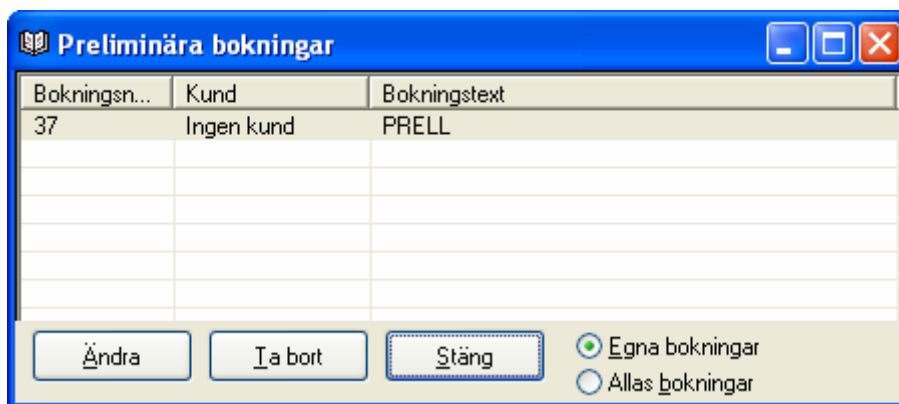 Preliminära bokningar
Bokningsn... Kund Bokningstext
37 Ingen kund PRELL
Ändra Ta bort Stäng Egna bokningar
Allas bokningar